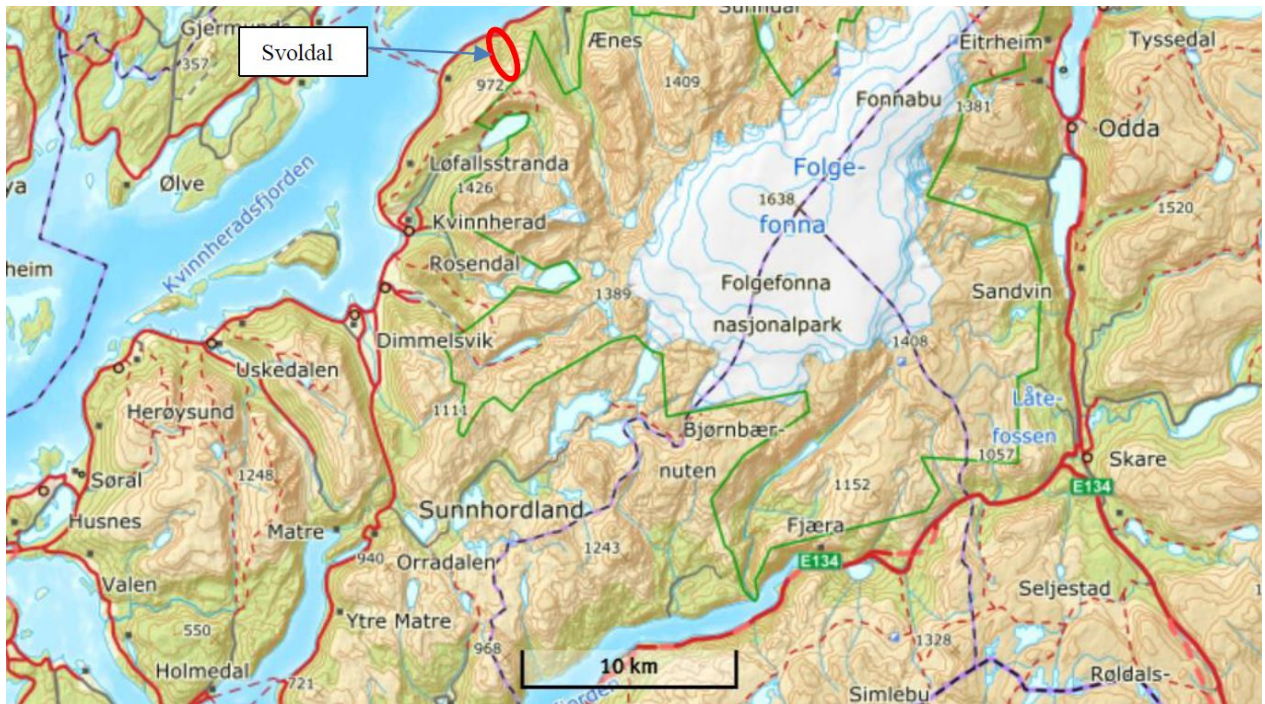 Gjermunds-
Sunndal
Svoldal
357
Ænes
Eitrheim
Tyssedal
972
1409
Fonnabu
1381
Odda
Løfallsstranda
Ølve
Folge-
1426
1638
1520
Kvinnherad
fonna
Kvinnheradsfjorden
heim
Rosendal
Folgefonna
Sandvin
1389
nasjonalpark
Dimmelsvik
1408
Uskedalen
Låte-
Herøysund
1111
fossen
Bjørnbær-
1057
Skare
nuten
1248
Søral
1152
E134
Sunnhordland
Husnes
Fjæra
Matre
1243
940
Orradalen
E134
Valen
Seljestad
Ytre Matre
550
1328
968
10 km
Holmedal
721
Røldals-
Simlebu
fjorden